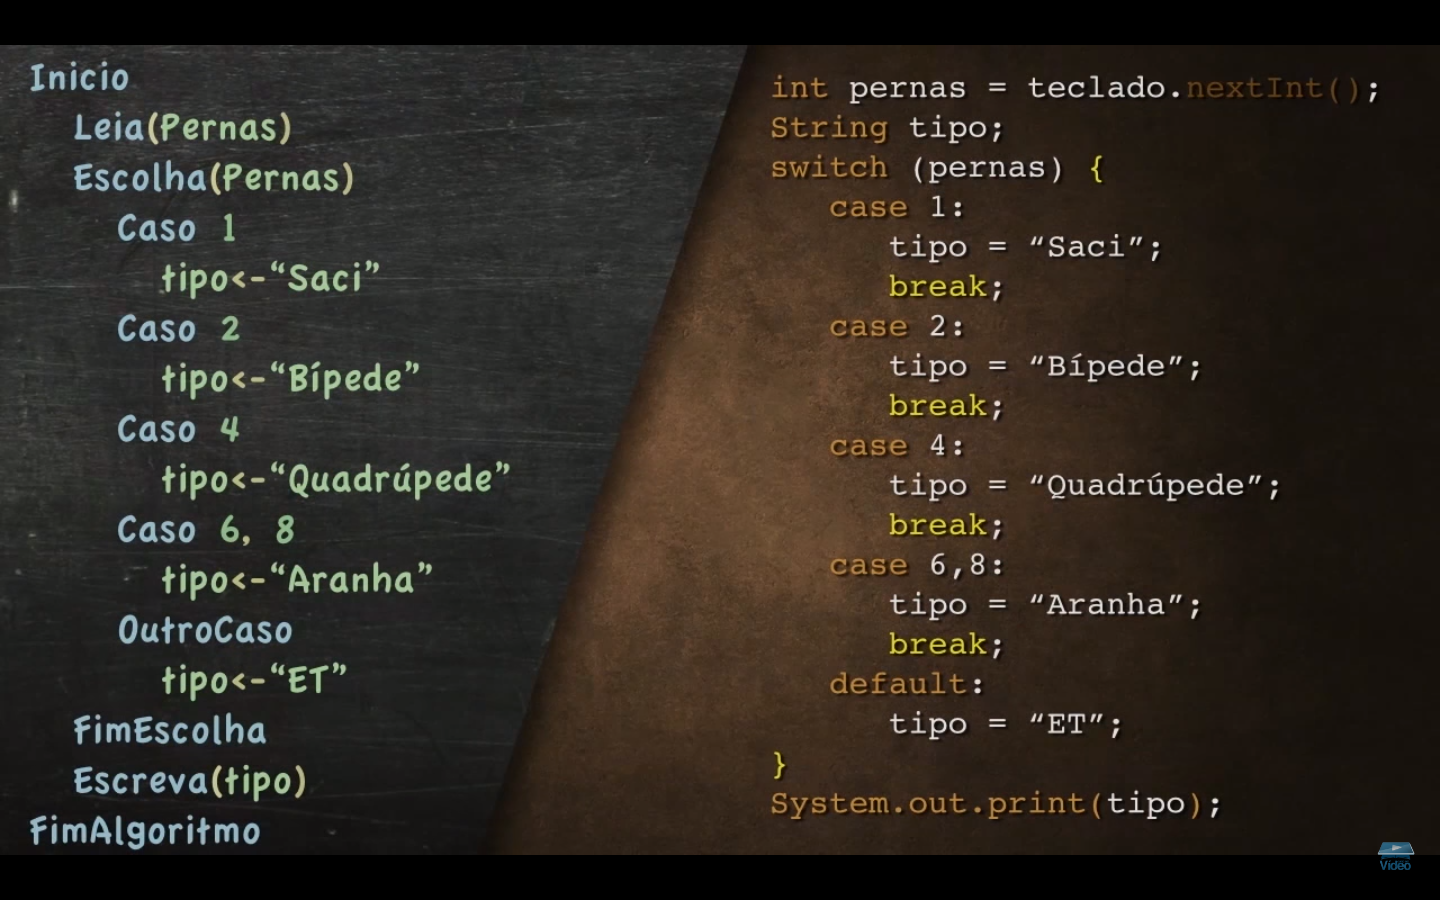 Inicio
Leia(Pernas)
Escolha(Pernas)
Caso 1
tipo<-“Saci”
Caso 2
tipo<-“Bípede”
Caso 4
tipo<-“Quadrúpede”
Caso 6, 8
tipo<-“Aranha”
OutroCaso
tipo<-“ET”
FimEscolha
Escreva(tipo)
FimAlgoritmo
int pernas = teclado.nextInt();
String tipo;
switch (pernas) {
case 1:
tipo = “Saci”;
break;
case 2:
tipo = “Bípede”;
break;
case 4:
tipo = “Quadrúpede”;
break;
case 6,8:
tipo = “Aranha”;
break;
default:
tipo = “ET”;
}
System.out.print(tipo);
Vídeo